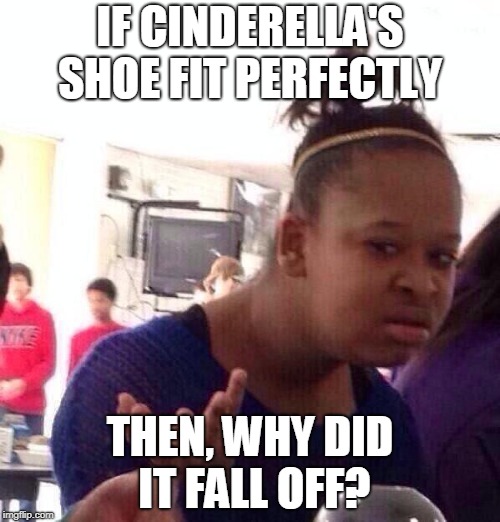 IF CINDERELLA'S
SHOE FIT PERFECTLY
THEN, WHY DID
IT FALL OFF?
imgflip.com